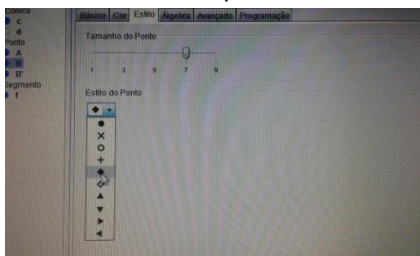 Cônica
c
d
Ponto
A
B
B'
Segmento
f
Básico Cor Estilo Álgebra Avançado Programação
Tamanho do Ponto
1 3 5 7 9
Estilo do Ponto